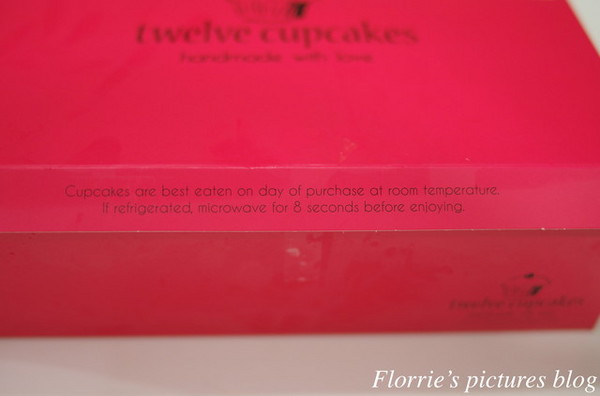 twelve cupcakes
handmade with love
Cupcakes are best eaten on day of purchase at room temperature.
If refrigerated, microwave for 8 seconds before enjoying.
twelve cupcakes
Florrie's pictures blog